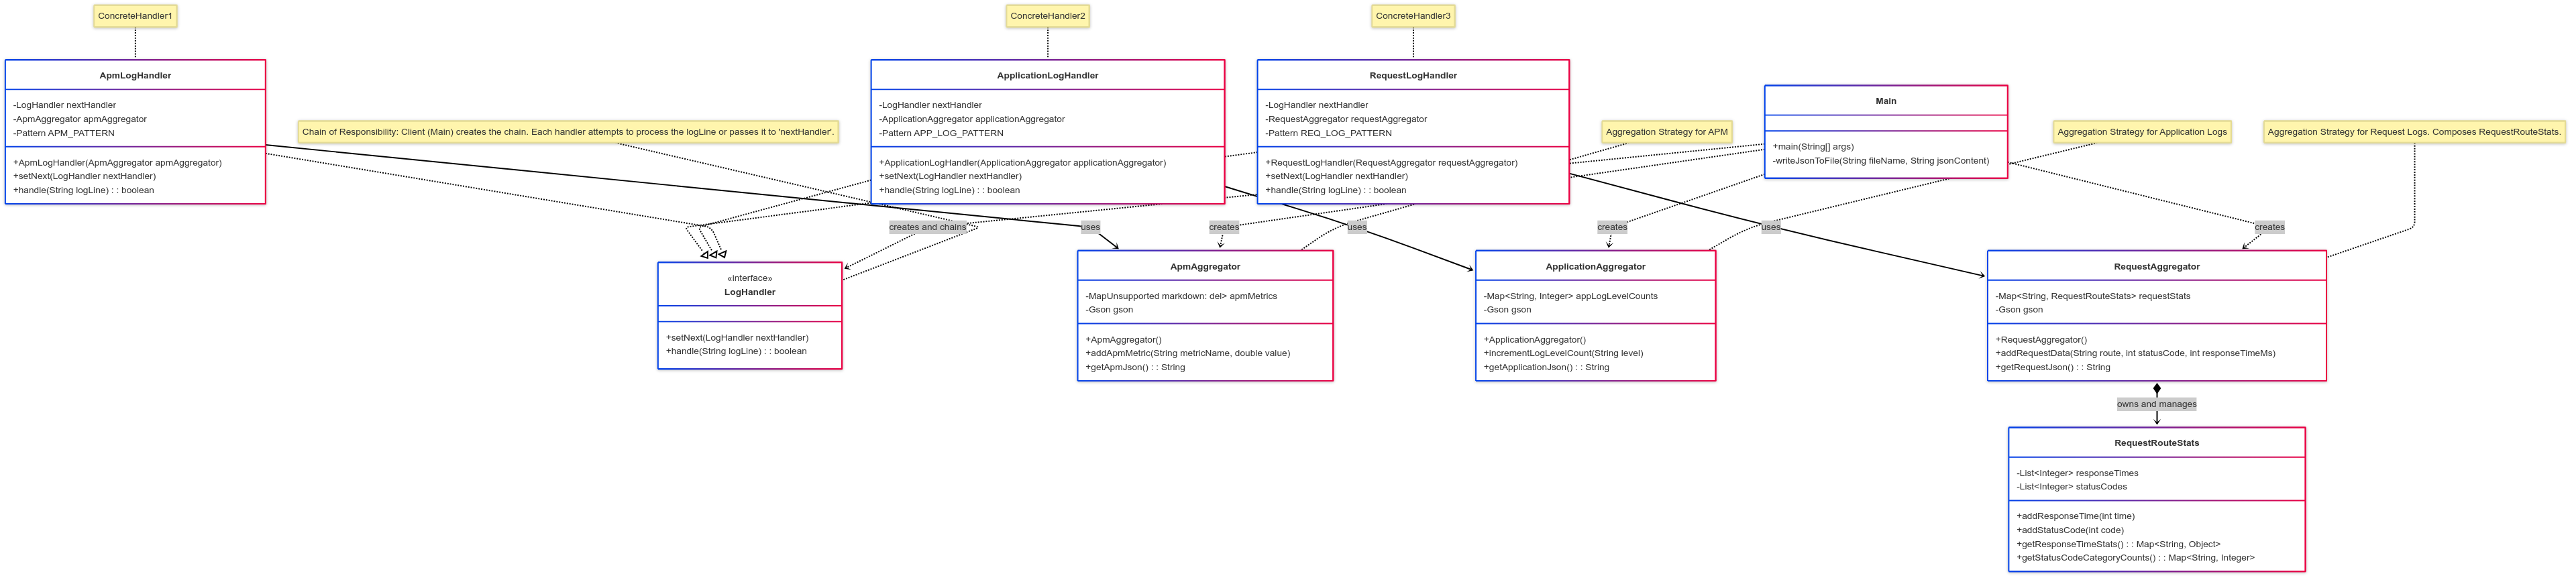 ConcreteHandler1
ConcreteHandler2
ConcreteHandler3
ApmLogHandler
-LogHandler nextHandler
-ApmAggregator apmAggregator
-Pattern APM_PATTERN
+ApmLogHandler(ApmAggregator apmAggregator)
+setNext(LogHandler nextHandler)
+handle(String logLine) : : boolean
Chain of Responsibility: Client (Main) creates the chain. Each handler attempts to process the logLine or passes it to 'nextHandler'.
ApplicationLogHandler
-LogHandler nextHandler
-ApplicationAggregator applicationAggregator
-Pattern APP_LOG_PATTERN
+ApplicationLogHandler(ApplicationAggregator applicationAggregator)
+setNext(LogHandler nextHandler)
+handle(String logLine) : : boolean
RequestLogHandler
-LogHandler nextHandler
-RequestAggregator requestAggregator
-Pattern REQ_LOG_PATTERN
+RequestLogHandler(RequestAggregator requestAggregator)
+setNext(LogHandler nextHandler)
+handle(String logLine) : : boolean
Aggregation Strategy for APM
Main
+main(String[] args)
-writeJsonToFile(String fileName, String jsonContent)
Aggregation Strategy for Application Logs
Aggregation Strategy for Request Logs. Composes RequestRouteStats.
creates and chains
uses
creates
uses
creates
uses
creates
«interface»
LogHandler
+setNext(LogHandler nextHandler)
+handle(String logLine) : : boolean
ApmAggregator
-MapUnsupported markdown: del> apmMetrics
-Gson gson
+ApmAggregator()
+addApmMetric(String metricName, double value)
+getApmJson() : : String
ApplicationAggregator
-Map<String, Integer> appLogLevelCounts
-Gson gson
+ApplicationAggregator()
+incrementLogLevelCount(String level)
+getApplicationJson() : : String
RequestAggregator
-Map<String, RequestRouteStats> requestStats
-Gson gson
+RequestAggregator()
+addRequestData(String route, int statusCode, int responseTimeMs)
+getRequestJson() : : String
owns and manages
RequestRouteStats
-List<Integer> responseTimes
-List<Integer> statusCodes
+addResponseTime(int time)
+addStatusCode(int code)
+getResponseTimeStats() : : Map<String, Object>
+getStatusCodeCategoryCounts() : : Map<String, Integer>